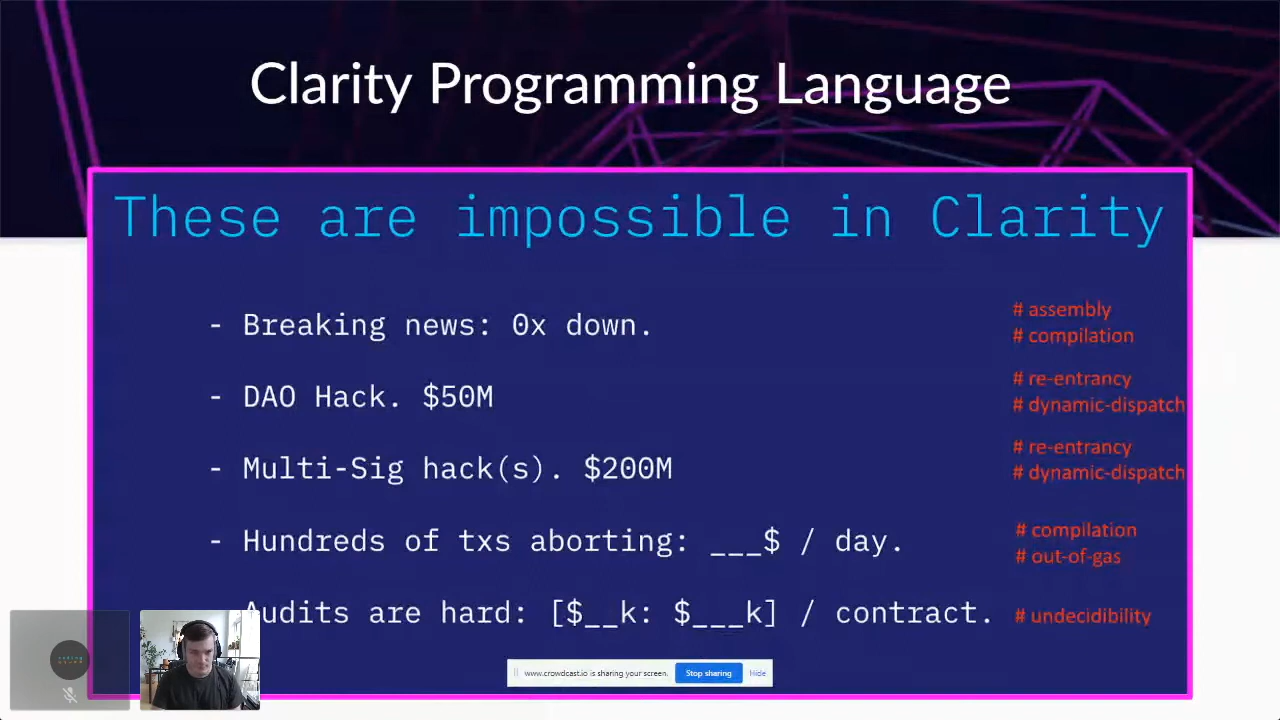 Clarity Programming Language
These are impossible in Clarity
- Breaking news: 0x down.
# assembly
# compilation
- DAO Hack. $50M
# re-entrancy
# dynamic-dispatch
- Multi-Sig hack(s). $200M
# re-entrancy
# dynamic-dispatch
- Hundreds of txs aborting: ___$ / day.
# compilation
# out-of-gas
Audits are hard: [$__k: $___k] / contract.
# undecidibility
www.crowdcast.io is sharing your screen.
Stop sharing
Hide